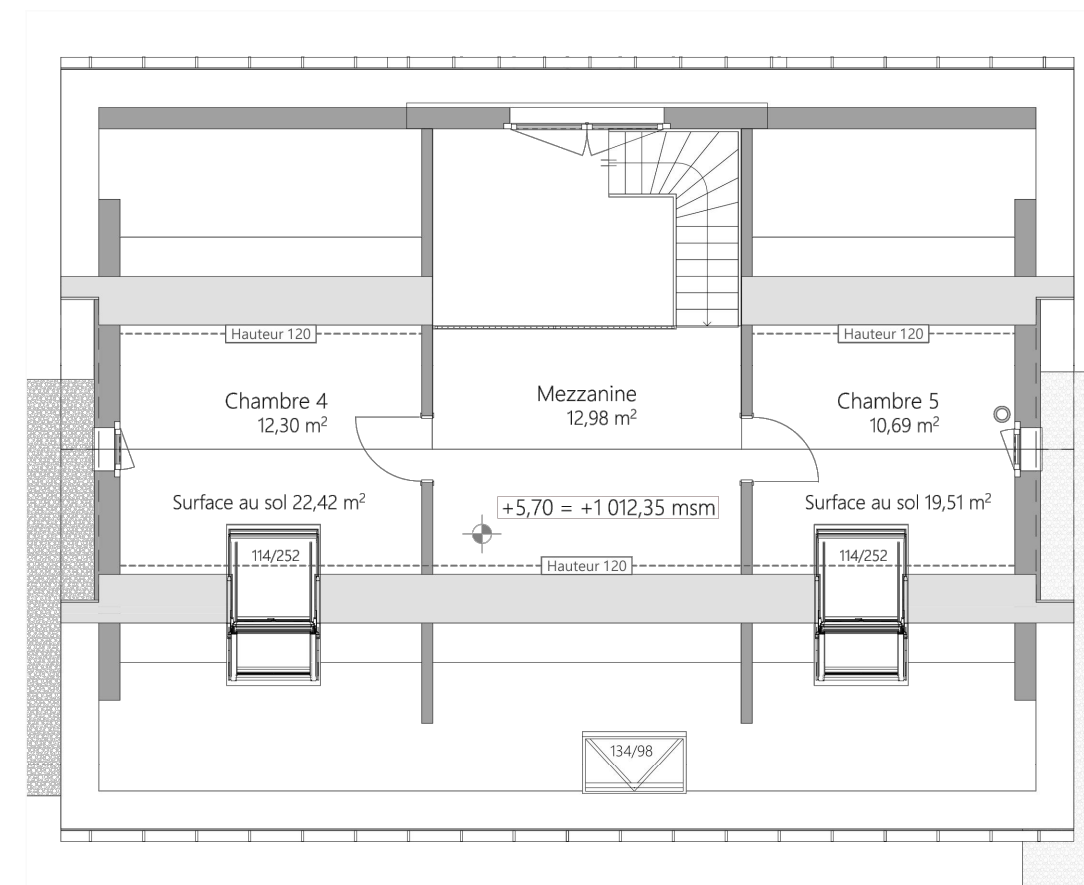 Hauteur 120
Hauteur 120
Chambre 4
12,30 m²
Mezzanine
12,98 m²
Chambre 5
10,69 m²
Surface au sol 22,42 m²
+5,70 = +1 012,35 msm
Surface au sol 19,51 m²
114/252
Hauteur 120
114/252
134/98